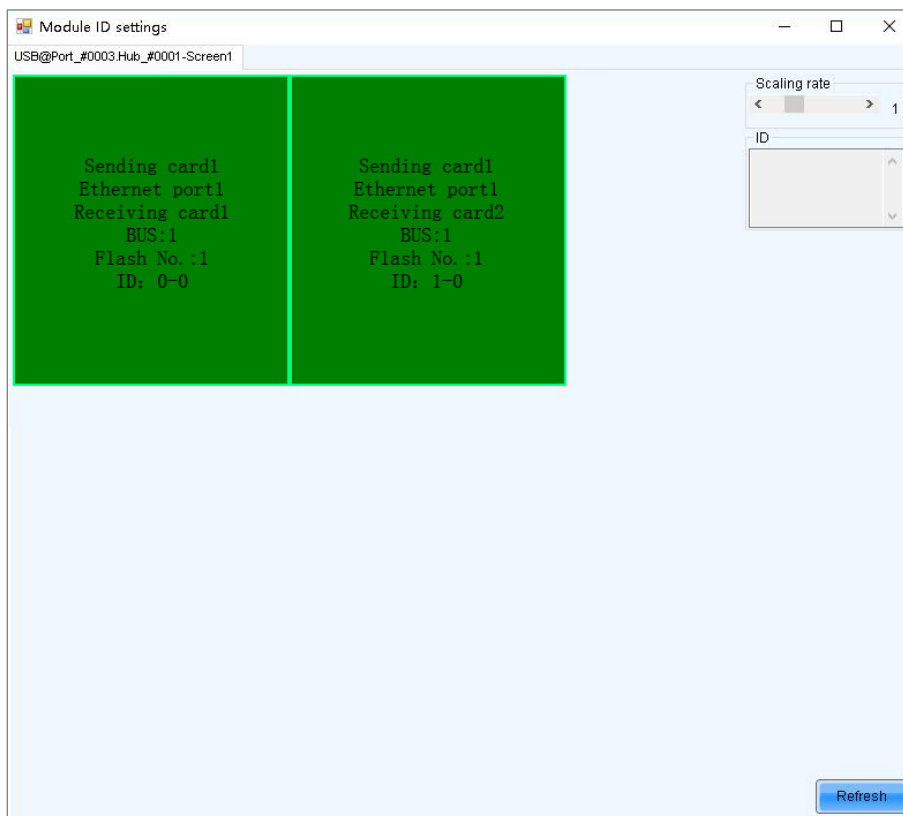 Module ID settings
USB@Port_#0003.Hub_#0001-Screen1
Sending card1
Ethernet port1
Receiving card1
BUS:1
Flash No.:1
ID: 0-0
Sending card1
Ethernet port1
Receiving card2
BUS:1
Flash No.:1
ID: 1-0
Scaling rate
1
ID
Refresh